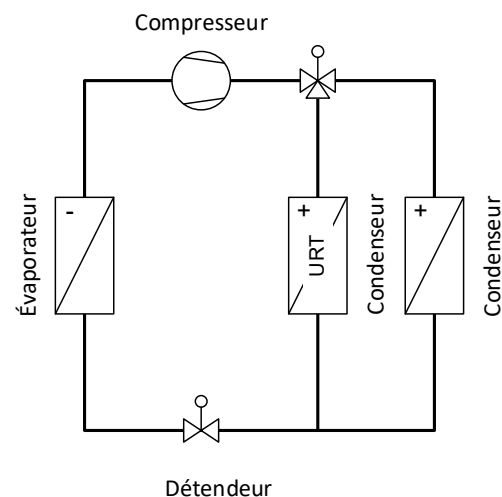 Compresseur
Évaporateur
-
+
URT
Condenseur
+
Condenseur
Détendeur